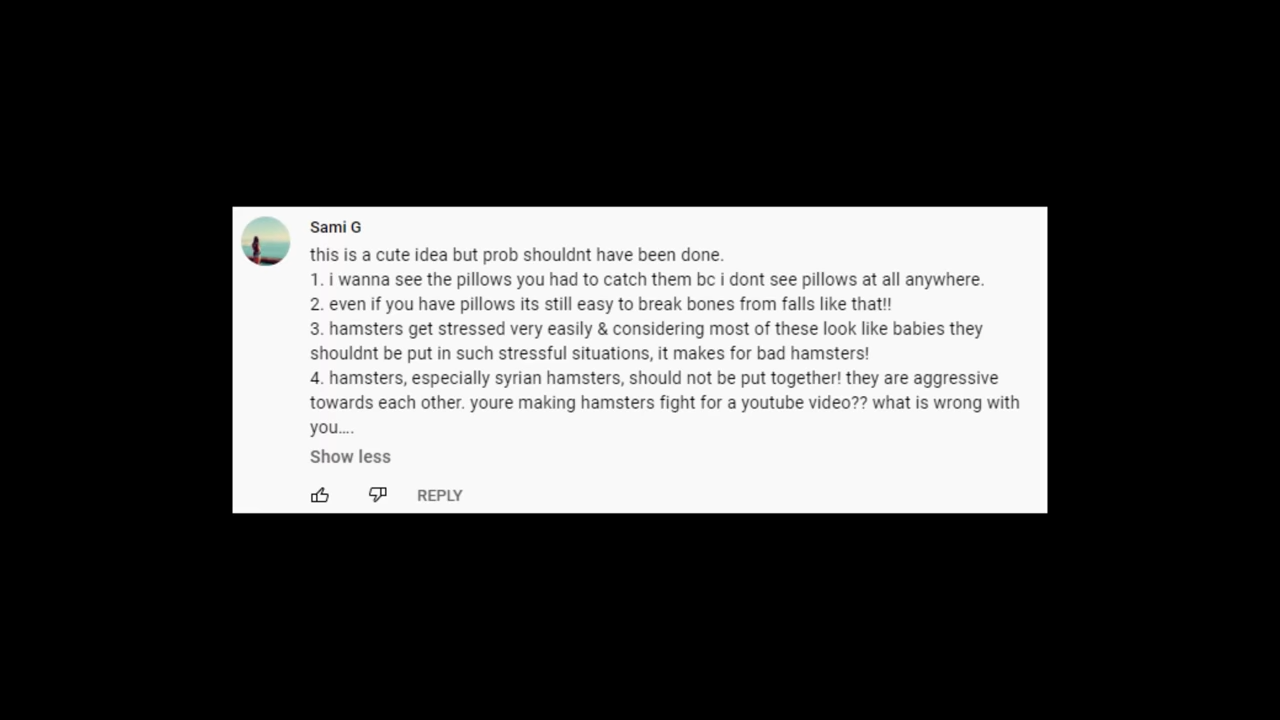 Sami G
this is a cute idea but prob shouldnt have been done.
1. i wanna see the pillows you had to catch them bc i dont see pillows at all anywhere.
2. even if you have pillows its still easy to break bones from falls like that!!
3. hamsters get stressed very easily & considering most of these look like babies they
shouldnt be put in such stressful situations, it makes for bad hamsters!
4. hamsters, especially syrian hamsters, should not be put together! they are aggressive
towards each other. youre making hamsters fight for a youtube video?? what is wrong with
you....
Show less
REPLY